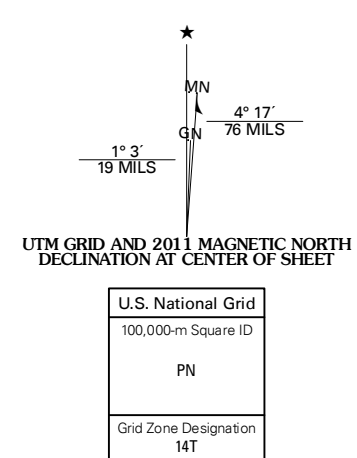 ★
MN
GN
4° 17´
76 MILS
1° 3´
19 MILS
UTM GRID AND 2011 MAGNETIC NORTH
DECLINATION AT CENTER OF SHEET
U.S. National Grid
100,000-m Square ID
PN
Grid Zone Designation
14T